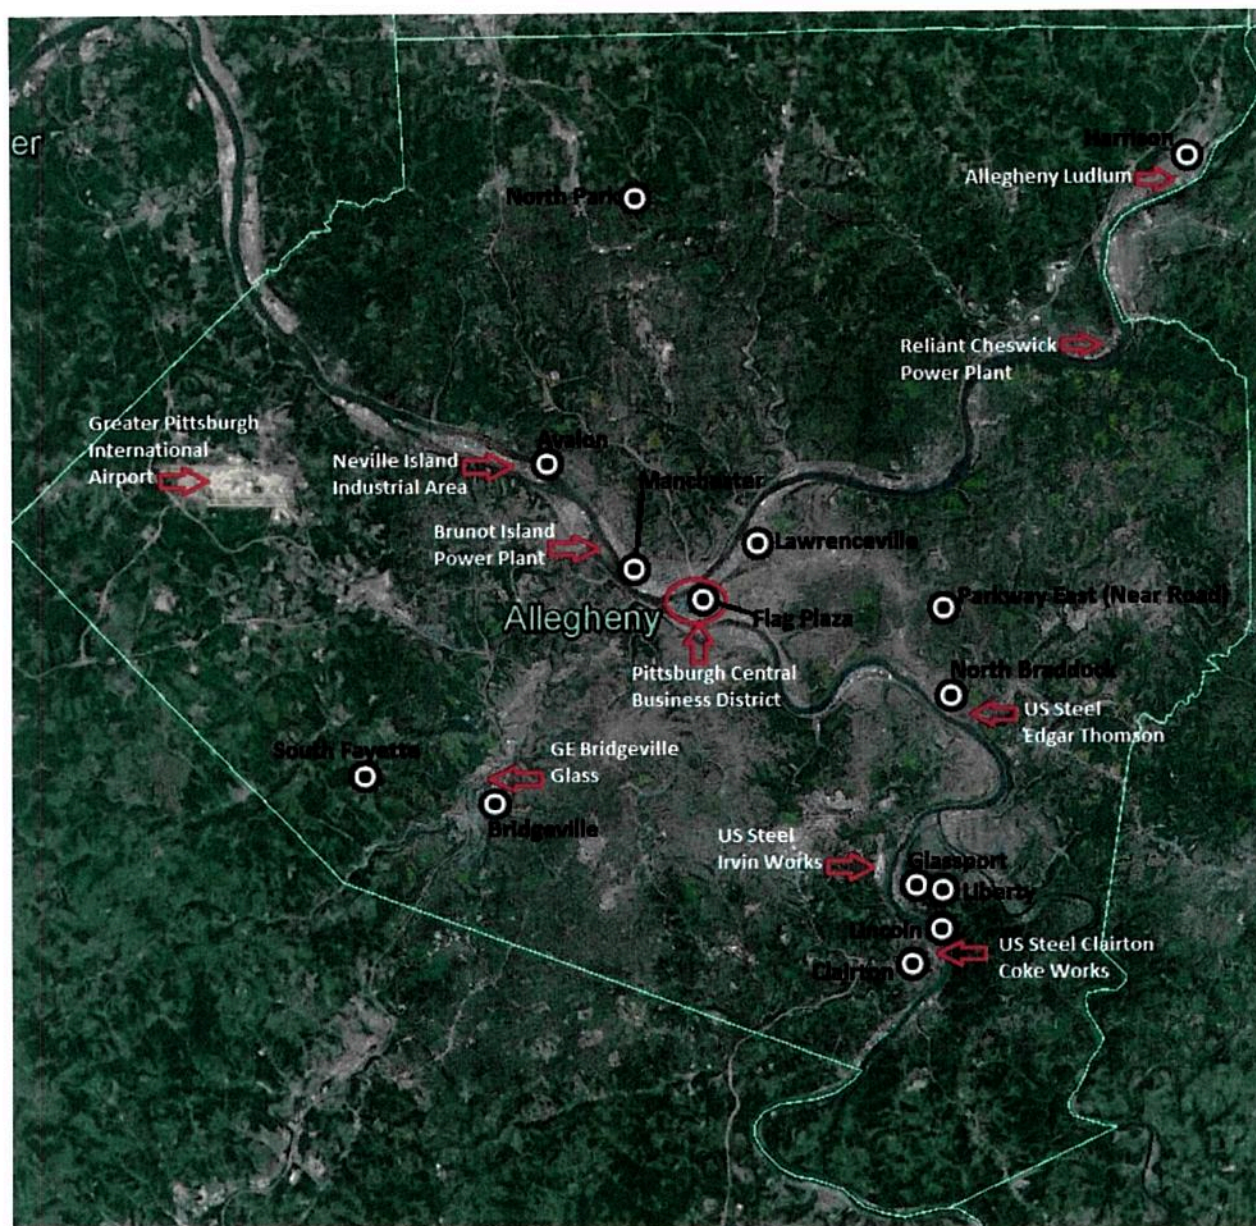 er
Harrison
Allegheny Ludlum
North Park
Reliant Cheswick
Power Plant
Greater Pittsburgh
International
Airport
Avalon
Neville Island
Industrial Area
Manchester
Brunot Island
Power Plant
Lawrenceville
Parkway East (Near Road)
Allegheny
Flag Plaza
Pittsburgh Central
Business District
North Braddock
US Steel
Edgar Thomson
South Fayette
GE Bridgeville
Glass
Bridgeville
US Steel
Irvin Works
Glassport
Liberty
Lincoln
US Steel Clairton
Coke Works
Clairton